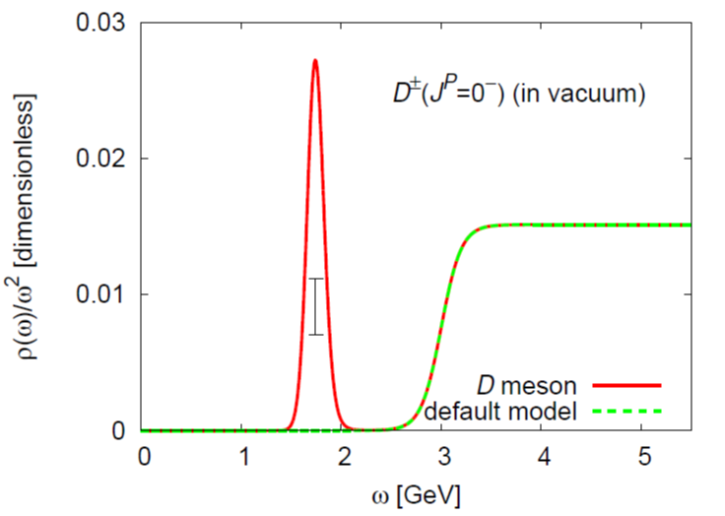 0.03
0.02
0.01
0
ρ(ω)/ω² [dimensionless]
D±(Jᴾ=0⁻) (in vacuum)
D meson
default model
0 1 2 3 4 5
ω [GeV]